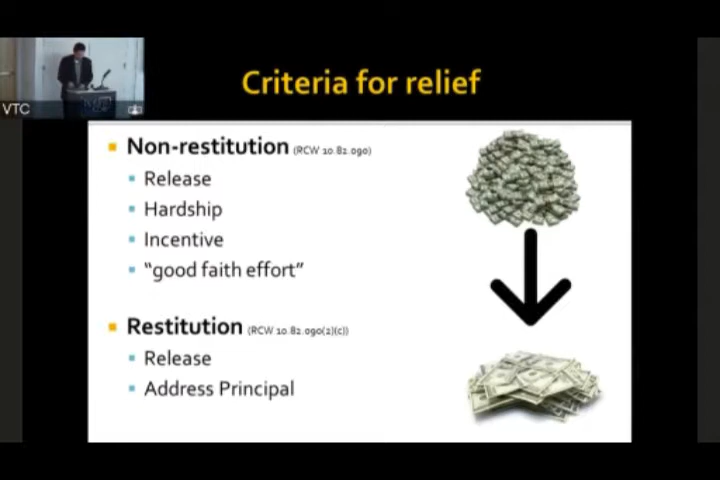 Criteria for relief
VTC
Non-restitution (RCW 10.82.090)
Release
Hardship
Incentive
“good faith effort”
Restitution (RCW 10.82.090(2)(c))
Release
Address Principal